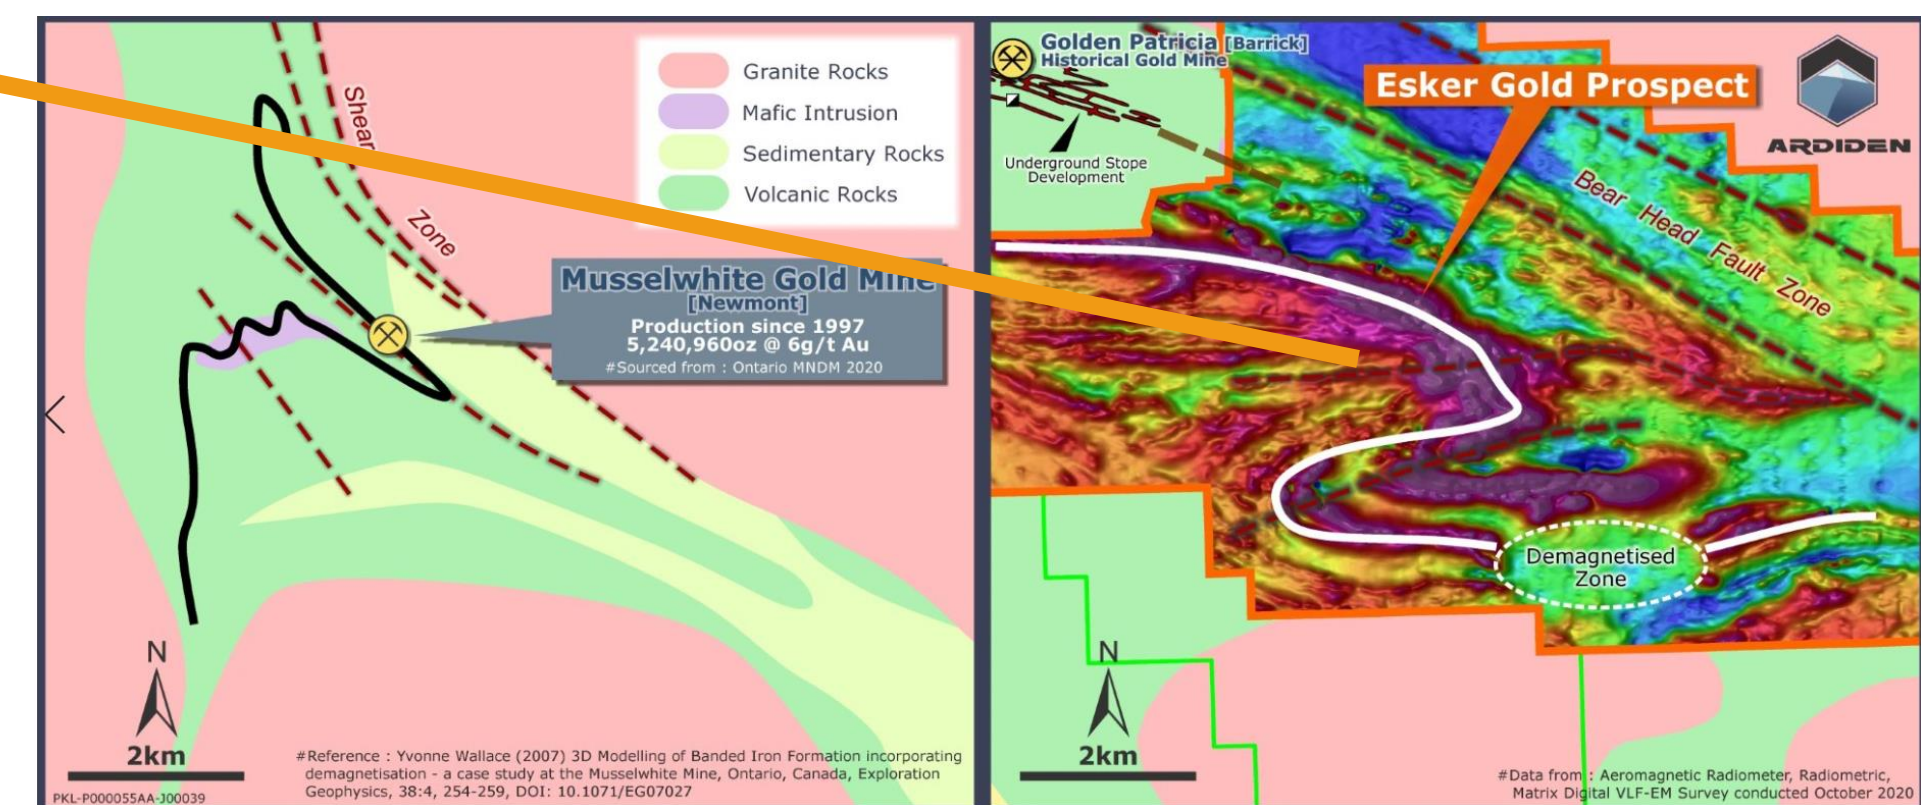 Shear
Zone
Granite Rocks
Mafic Intrusion
Sedimentary Rocks
Volcanic Rocks
Musselwhite Gold Mine
[Newmont]
Production since 1997
5,240,960oz @ 6g/t Au
#Sourced from : Ontario MNDM 2020
N
2km
#Reference : Yvonne Wallace (2007) 3D Modelling of Banded Iron Formation incorporating
demagnetisation - a case study at the Musselwhite Mine, Ontario, Canada, Exploration
Geophysics, 38:4, 254-259, DOI: 10.1071/EG07027
PKL-P000055AA-J00039
Golden Patricia [Barrick]
Historical Gold Mine
Underground Stope
Development
Esker Gold Prospect
ARDIDEN
Bear Head Fault Zone
Demagnetised
Zone
N
2km
#Data from : Aeromagnetic Radiometer, Radiometric,
Matrix Digital VLF-EM Survey conducted October 2020